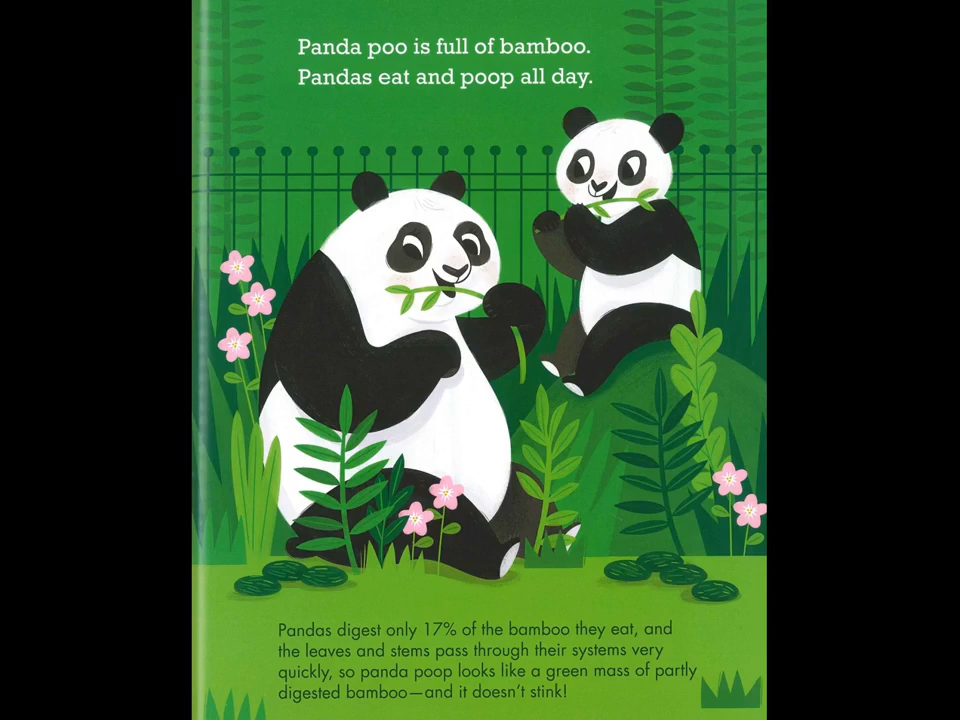 Panda poo is full of bamboo.
Pandas eat and poop all day.
Pandas digest only 17% of the bamboo they eat, and
the leaves and stems pass through their systems very
quickly, so panda poop looks like a green mass of partly
digested bamboo—and it doesn't stink!